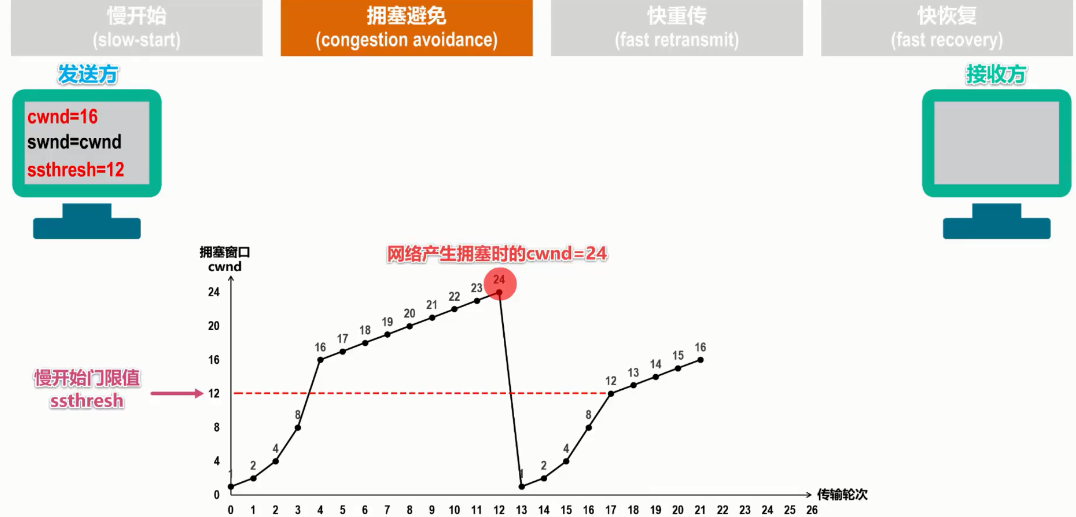 慢开始
(slow-start)
拥塞避免
(congestion avoidance)
快重传
(fast retransmit)
快恢复
(fast recovery)
发送方
接收方
cwnd=16
swnd=cwnd
ssthresh=12
拥塞窗口
cwnd
网络产生拥塞时的cwnd=24
24
20
16
12
8
4
0
慢开始门限值
ssthresh
1
2
4
8
16
17
18
19
20
21
22
23
24
1
2
4
8
12
13
14
15
16
传输轮次
0 1 2 3 4 5 6 7 8 9 10 11 12 13 14 15 16 17 18 19 20 21 22 23 24 25 26